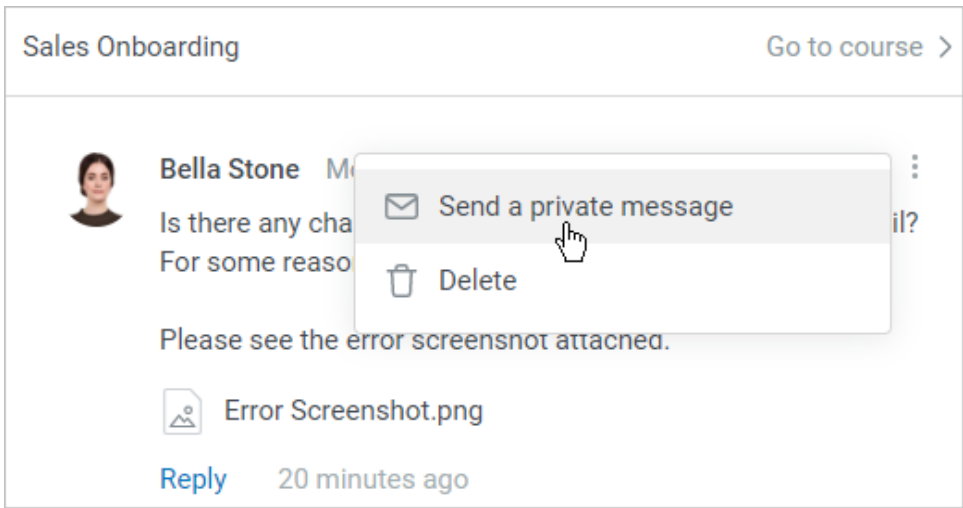 Sales Onboarding Go to course
Bella Stone
Send a private message
Is there any il?
For some
Delete
Please see the error screenshot attached.
Error Screenshot.png
Reply 20 minutes ago